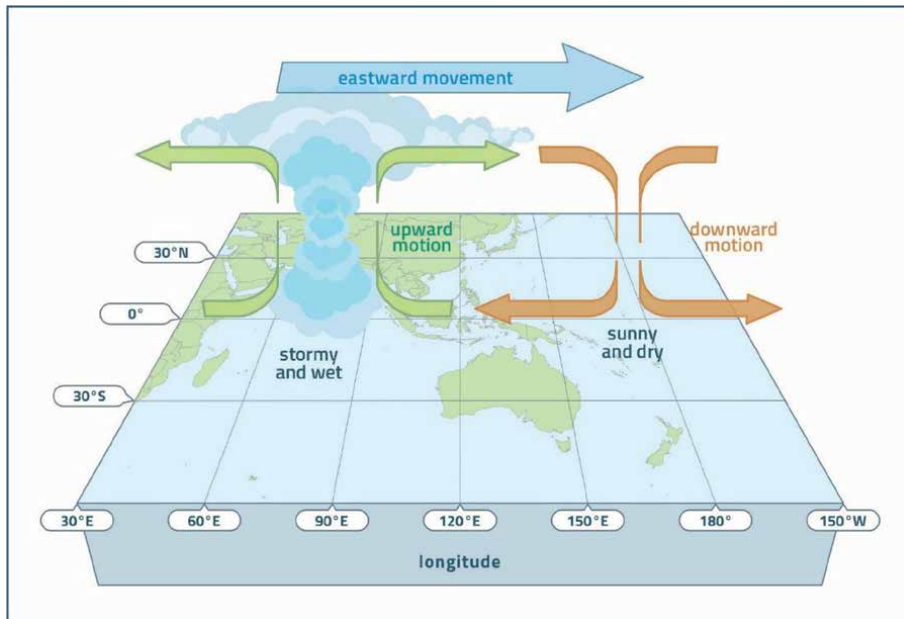 eastward movement
upward
motion
downward
motion
30°N
0°
sunny
and dry
stormy
and wet
30°S
30°E
60°E
90°E
120°E
150°E
180°
150°W
longitude